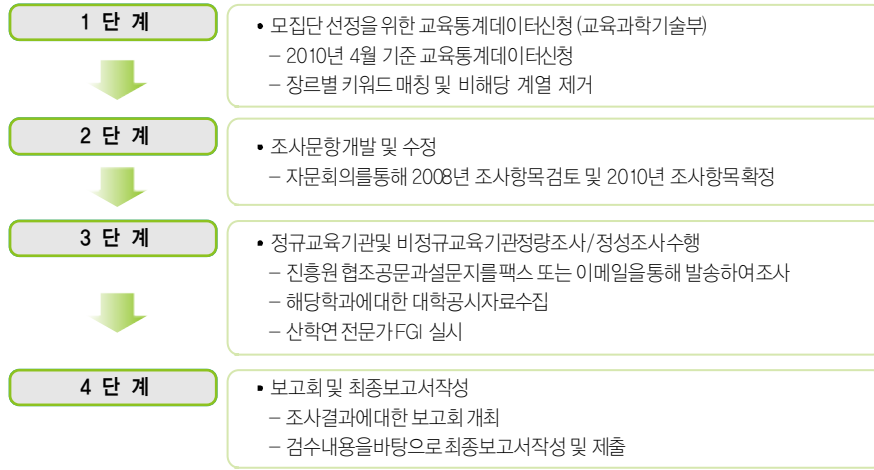 1 단 계
• 모집단 선정을 위한 교육통계데이터신청 (교육과학기술부)
– 2010년 4월 기준 교육통계데이터신청
– 장르별 키워드 매칭 및 비해당 계열 제거
2 단 계
• 조사문항개발 및 수정
– 자문회의를통해 2008년 조사항목검토 및 2010년 조사항목확정
3 단 계
• 정규교육기관및 비정규교육기관정량조사/정성조사수행
– 진흥원 협조공문과설문지를팩스 또는 이메일을통해 발송하여조사
– 해당학과에대한 대학공시자료수집
– 산학연 전문가FGI 실시
4 단 계
• 보고회 및 최종보고서작성
– 조사결과에대한 보고회 개최
– 검수내용을바탕으로최종보고서작성 및 제출